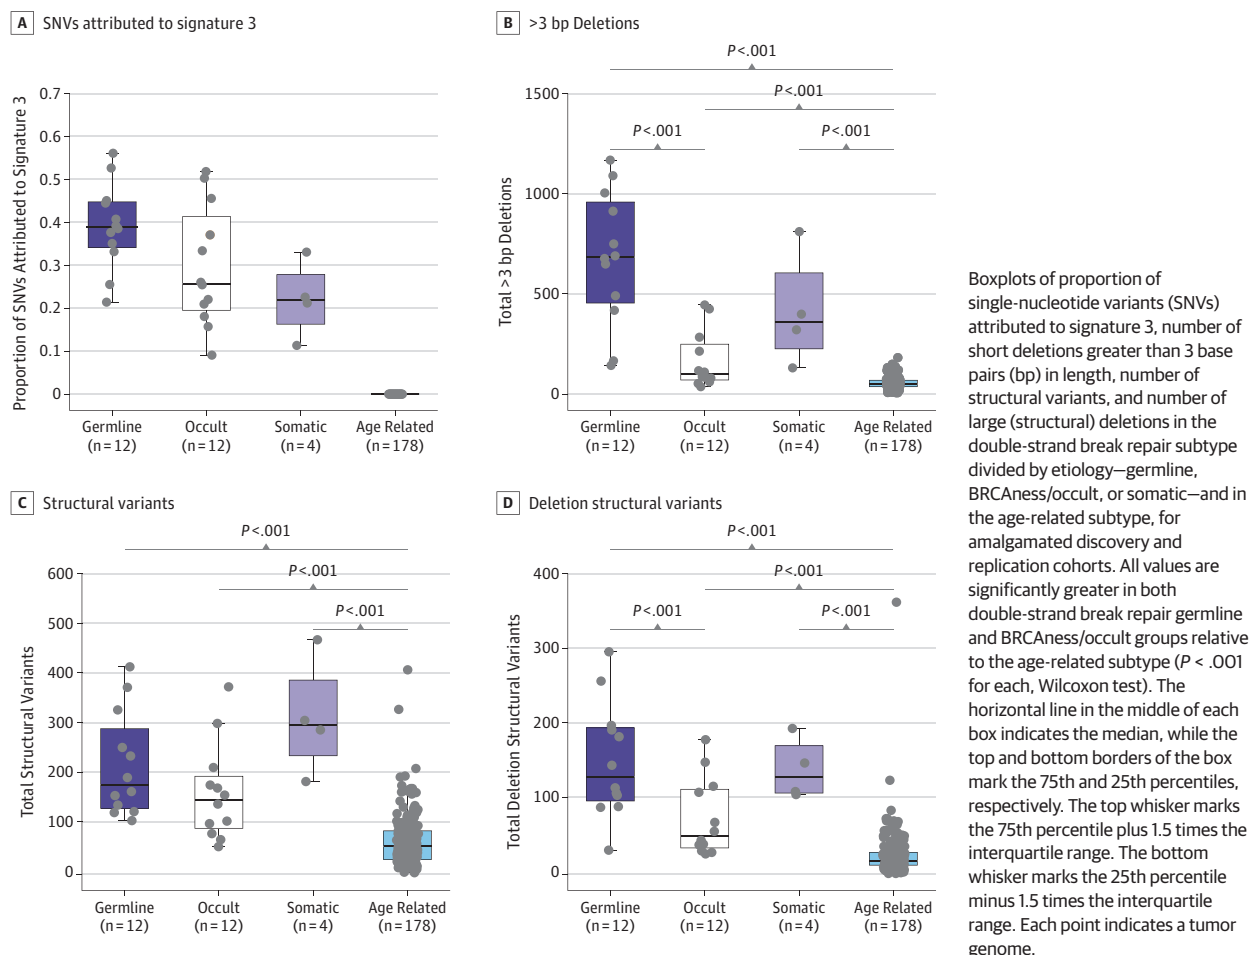 A SNVs attributed to signature 3
Proportion of SNVs Attributed to Signature 3
0.7
0.6
0.5
0.4
0.3
0.2
0.1
0
Germline
(n=12)
Occult
(n=12)
Somatic
(n=4)
Age Related
(n=178)
B >3 bp Deletions
Total >3 bp Deletions
P<.001
P<.001
P<.001
P<.001
1500
1000
500
0
Germline
(n=12)
Occult
(n=12)
Somatic
(n=4)
Age Related
(n=178)
C Structural variants
Total Structural Variants
P<.001
P<.001
P<.001
600
500
400
300
200
100
0
Germline
(n=12)
Occult
(n=12)
Somatic
(n=4)
Age Related
(n=178)
D Deletion structural variants
Total Deletion Structural Variants
P<.001
P<.001
P<.001
P<.001
400
300
200
100
0
Germline
(n=12)
Occult
(n=12)
Somatic
(n=4)
Age Related
(n=178)
Boxplots of proportion of
single-nucleotide variants (SNVs)
attributed to signature 3, number of
short deletions greater than 3 base
pairs (bp) in length, number of
structural variants, and number of
large (structural) deletions in the
double-strand break repair subtype
divided by etiology—germline,
BRCAness/occult, or somatic—and in
the age-related subtype, for
amalgamated discovery and
replication cohorts. All values are
significantly greater in both
double-strand break repair germline
and BRCAness/occult groups relative
to the age-related subtype (P < .001
for each, Wilcoxon test). The
horizontal line in the middle of each
box indicates the median, while the
top and bottom borders of the box
mark the 75th and 25th percentiles,
respectively. The top whisker marks
the 75th percentile plus 1.5 times the
interquartile range. The bottom
whisker marks the 25th percentile
minus 1.5 times the interquartile
range. Each point indicates a tumor
genome.